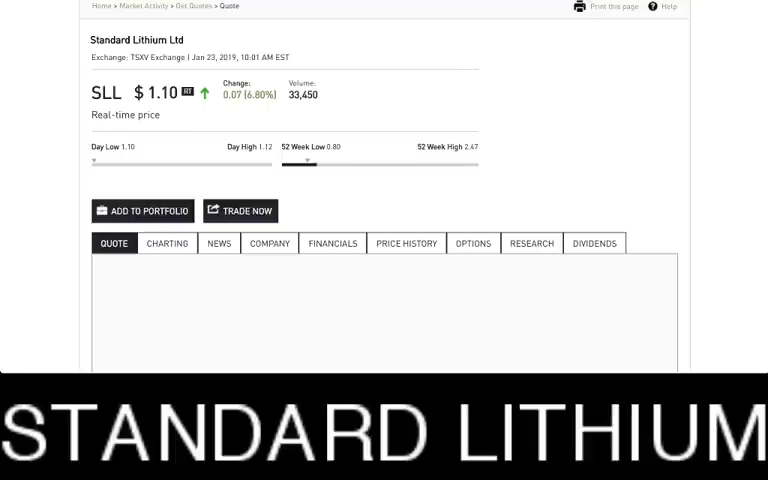 Home > Market Activity > Get Quotes > Quote
Print this page
Help
Standard Lithium Ltd
Exchange: TSXV Exchange | Jan 23, 2019, 10:01 AM EST
SLL $ 1.10 RT
Change:
0.07 (6.80%)
Volume:
33,450
Real-time price
Day Low 1.10
Day High 1.12
52 Week Low 0.80
52 Week High 2.47
ADD TO PORTFOLIO
TRADE NOW
QUOTE
CHARTING
NEWS
COMPANY
FINANCIALS
PRICE HISTORY
OPTIONS
RESEARCH
DIVIDENDS
STANDARD LITHIUM